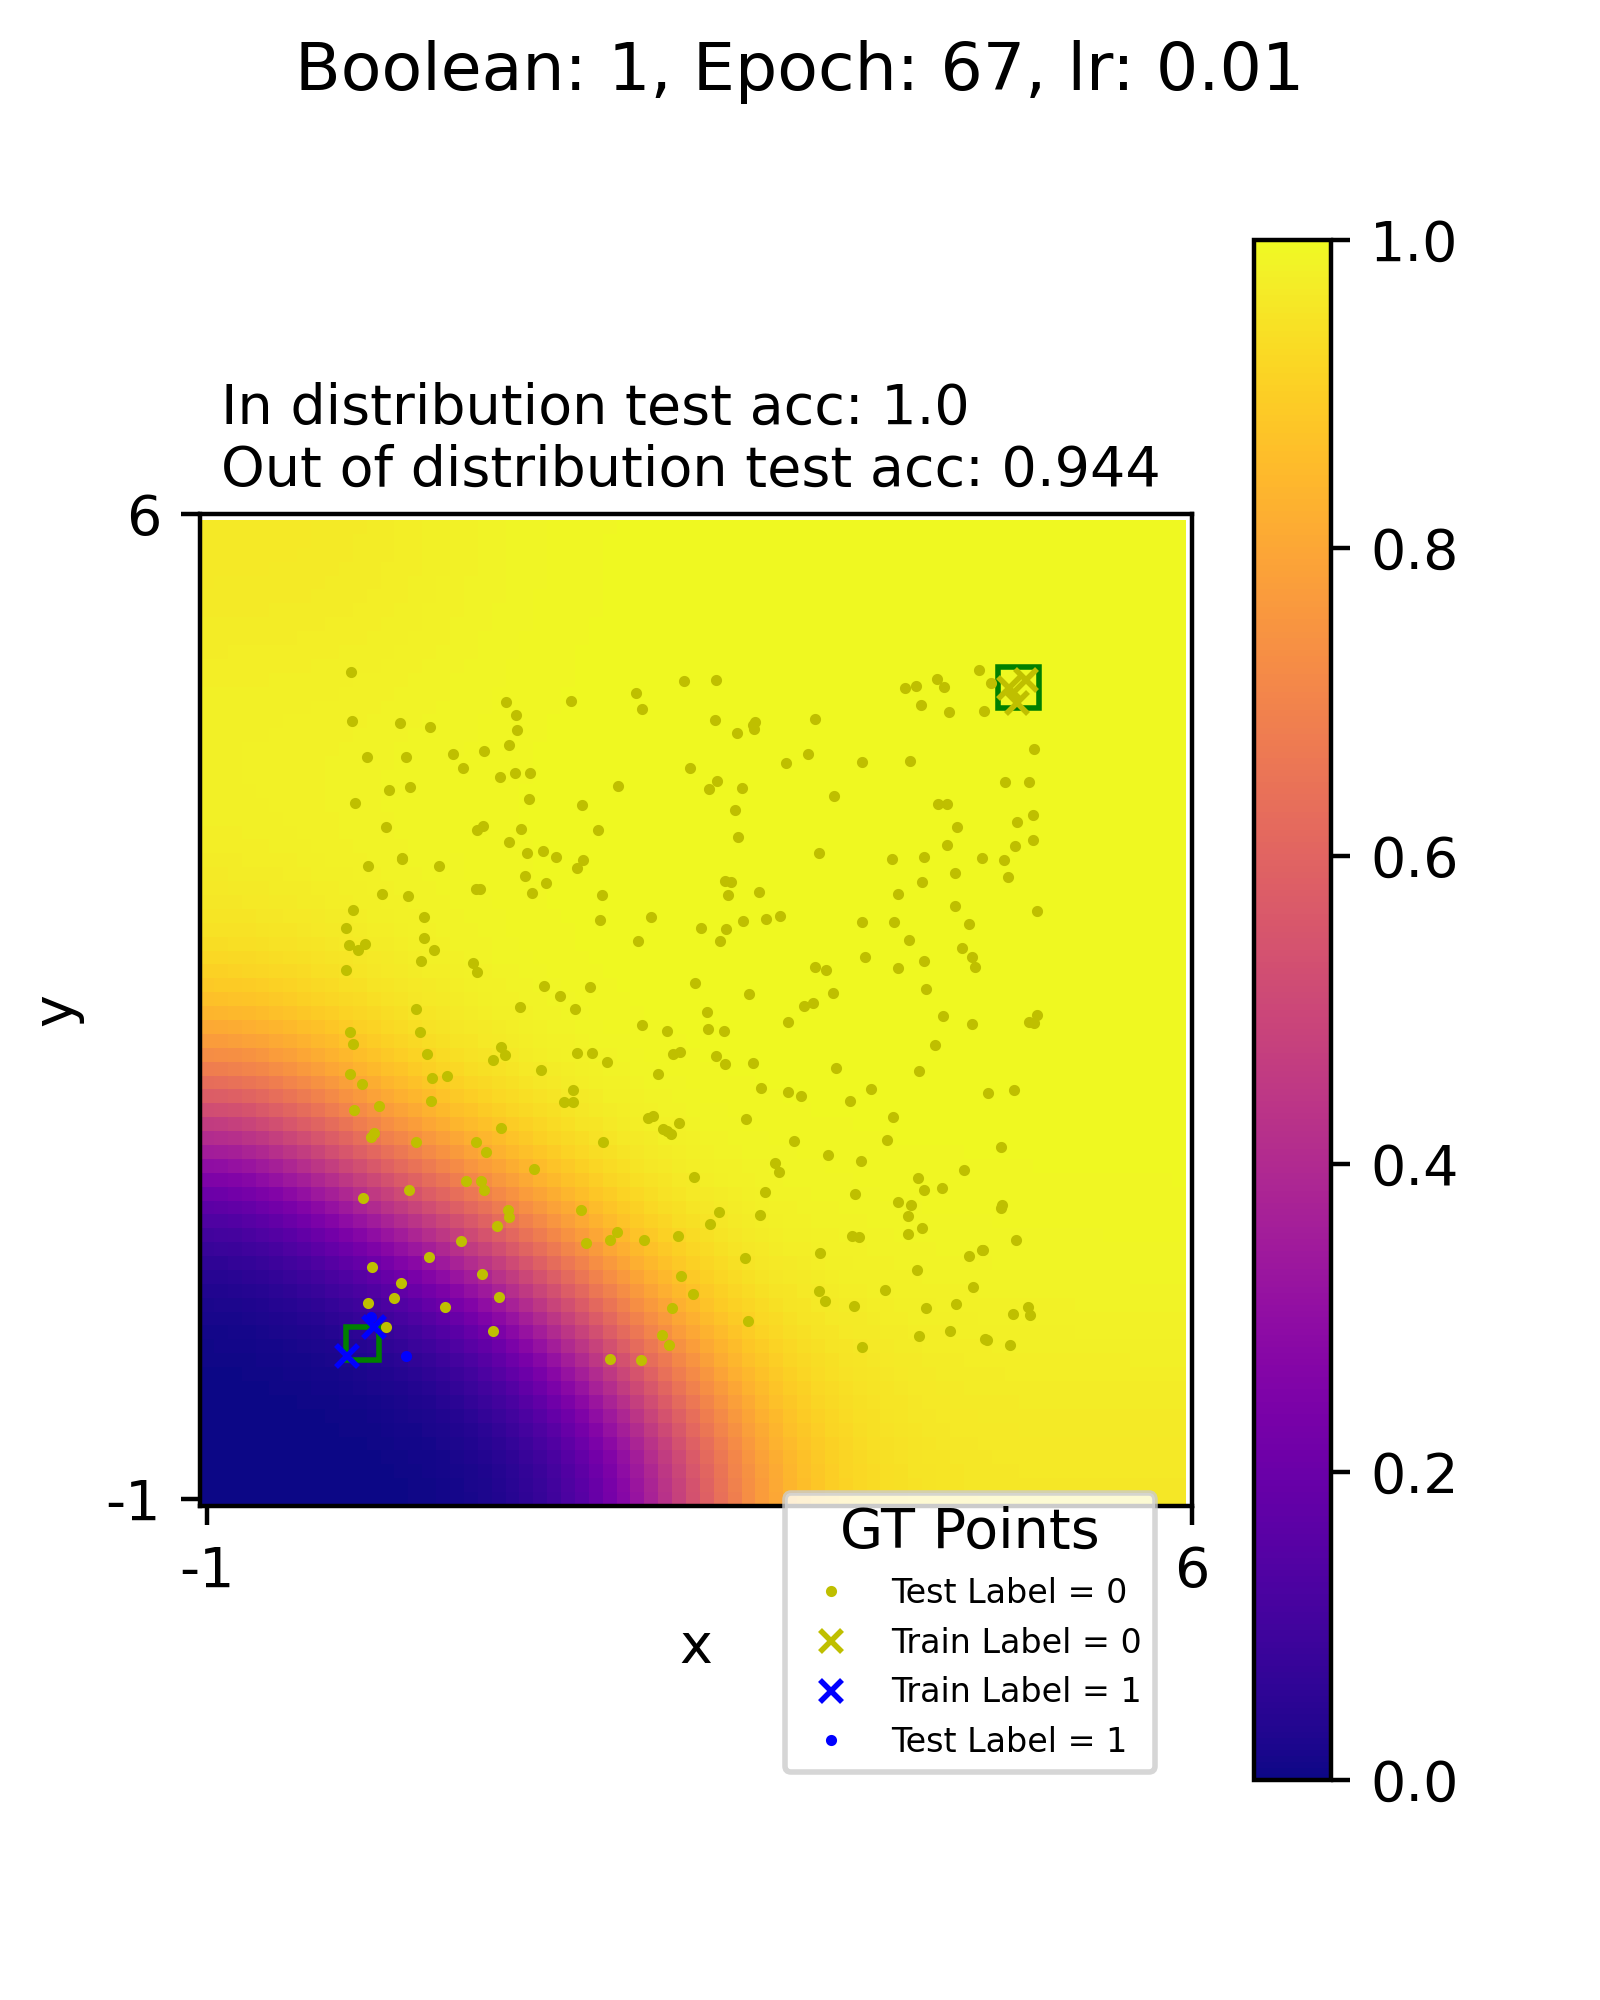 Boolean: 1, Epoch: 67, lr: 0.01
In distribution test acc: 1.0
Out of distribution test acc: 0.944
6
y
-1
-1
6
x
GT Points
Test Label = 0
Train Label = 0
Train Label = 1
Test Label = 1
1.0
0.8
0.6
0.4
0.2
0.0